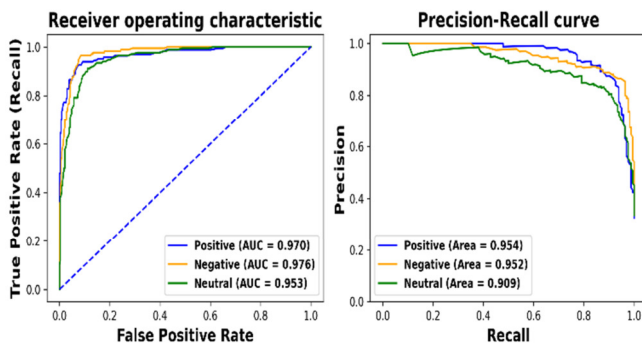 Receiver operating characteristic
True Positive Rate (Recall)
1.0
0.8
0.6
0.4
0.2
0.0
Positive (AUC = 0.970)
Negative (AUC = 0.976)
Neutral (AUC = 0.953)
0.0 0.2 0.4 0.6 0.8 1.0
False Positive Rate
Precision-Recall curve
Precision
1.0
0.8
0.6
0.4
0.2
0.0
Positive (Area = 0.954)
Negative (Area = 0.952)
Neutral (Area = 0.909)
0.0 0.2 0.4 0.6 0.8 1.0
Recall